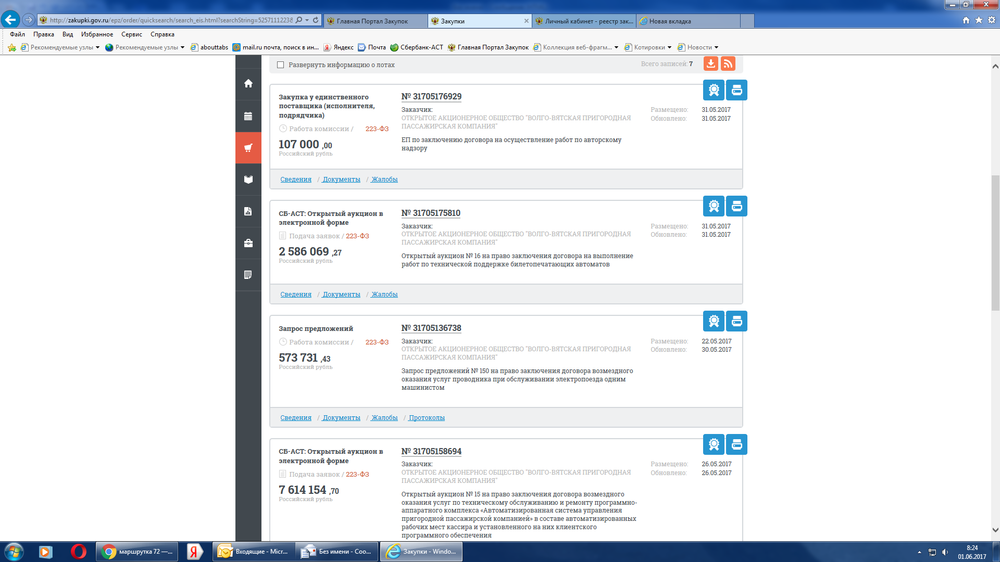 http://zakupki.gov.ru/epz/order/quicksearch/search_eis.html?searchString=52571112238
Главная Портал Закупок
Закупки
Личный кабинет - реестр зак...
Новая вкладка
Файл Правка Вид Избранное Сервис Справка
Рекомендуемые узлы Рекомендуемые узлы abouttabs mail.ru почта, поиск в ин... Яндекс Почта Сбербанк-АСТ Главная Портал Закупок Коллекция веб-фрагм... Котировки Новости
Развернуть информацию о лотах
Всего записей: 7
Закупка у единственного
поставщика (исполнителя,
подрядчика)
Работа комиссии / 223-ФЗ
107 000 ,00
Российский рубль
№ 31705176929
Заказчик:
ОТКРЫТОЕ АКЦИОНЕРНОЕ ОБЩЕСТВО "ВОЛГО-ВЯТСКАЯ ПРИГОРОДНАЯ
ПАССАЖИРСКАЯ КОМПАНИЯ"
ЕП по заключению договора на осуществление работ по авторскому
надзору
Размещено: 31.05.2017
Обновлено: 31.05.2017
Сведения / Документы / Жалобы
СБ-АСТ: Открытый аукцион в
электронной форме
Подача заявок / 223-ФЗ
2 586 069 ,27
Российский рубль
№ 31705175810
Заказчик:
ОТКРЫТОЕ АКЦИОНЕРНОЕ ОБЩЕСТВО "ВОЛГО-ВЯТСКАЯ ПРИГОРОДНАЯ
ПАССАЖИРСКАЯ КОМПАНИЯ"
Открытый аукцион № 16 на право заключения договора на выполнение
работ по технической поддержке билетопечатающих автоматов
Размещено: 31.05.2017
Обновлено: 31.05.2017
Сведения / Документы / Жалобы
Запрос предложений
Работа комиссии / 223-ФЗ
573 731 ,43
Российский рубль
№ 31705136738
Заказчик:
ОТКРЫТОЕ АКЦИОНЕРНОЕ ОБЩЕСТВО "ВОЛГО-ВЯТСКАЯ ПРИГОРОДНАЯ
ПАССАЖИРСКАЯ КОМПАНИЯ"
Запрос предложений № 150 на право заключения договора возмездного
оказания услуг проводника при обслуживании электропоезда одним
машинистом
Размещено: 22.05.2017
Обновлено: 30.05.2017
Сведения / Документы / Жалобы / Протоколы
СБ-АСТ: Открытый аукцион в
электронной форме
Подача заявок / 223-ФЗ
7 614 154 ,70
Российский рубль
№ 31705158694
Заказчик:
ОТКРЫТОЕ АКЦИОНЕРНОЕ ОБЩЕСТВО "ВОЛГО-ВЯТСКАЯ ПРИГОРОДНАЯ
ПАССАЖИРСКАЯ КОМПАНИЯ"
Открытый аукцион № 15 на право заключения договора возмездного
оказания услуг по техническому обслуживанию и ремонту программно-
аппаратного комплекса «Автоматизированная система управления
пригородной пассажирской компанией» в составе автоматизированных
рабочих мест кассира и установленного на них клиентского
программного обеспечения
Размещено: 26.05.2017
Обновлено: 26.05.2017
маршрутка 72 —...
Входящие - Micr...
Без имени - Соо...
Закупки - Windo...
8:24
01.06.2017